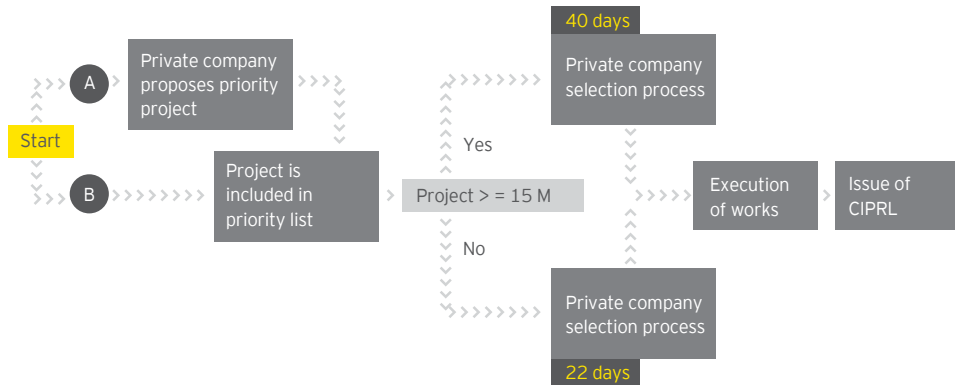 Start
A
Private company
proposes priority
project
B
Project is
included in
priority list
Project > = 15 M
Yes
40 days
Private company
selection process
No
Private company
selection process
22 days
Execution
of works
Issue of
CIPRL